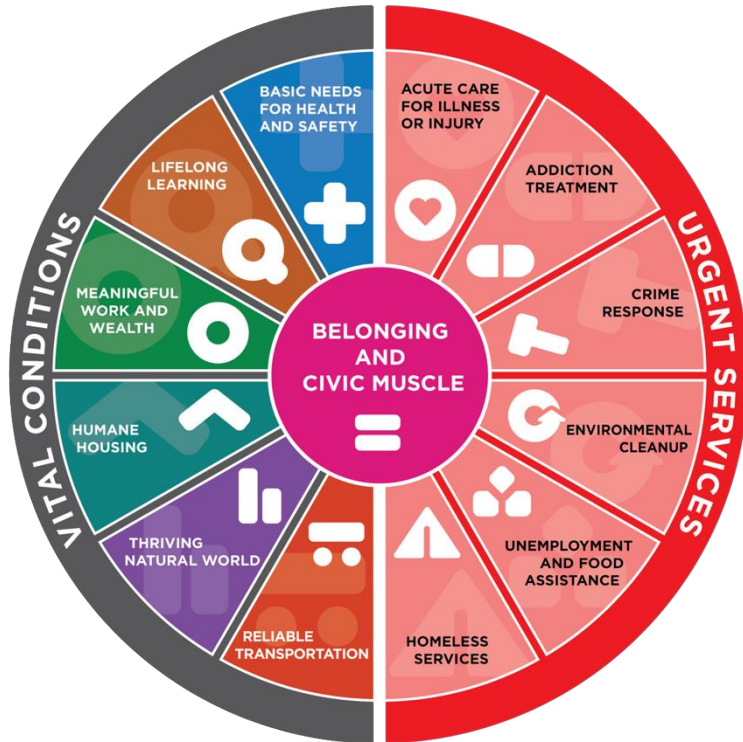 VITAL CONDITIONS
BASIC NEEDS
FOR HEALTH
AND SAFETY
LIFELONG
LEARNING
MEANINGFUL
WORK AND
WEALTH
HUMANE
HOUSING
THRIVING
NATURAL WORLD
RELIABLE
TRANSPORTATION
BELONGING
AND
CIVIC MUSCLE
URGENT SERVICES
ACUTE CARE
FOR ILLNESS
OR INJURY
ADDICTION
TREATMENT
CRIME
RESPONSE
ENVIRONMENTAL
CLEANUP
UNEMPLOYMENT
AND FOOD
ASSISTANCE
HOMELESS
SERVICES